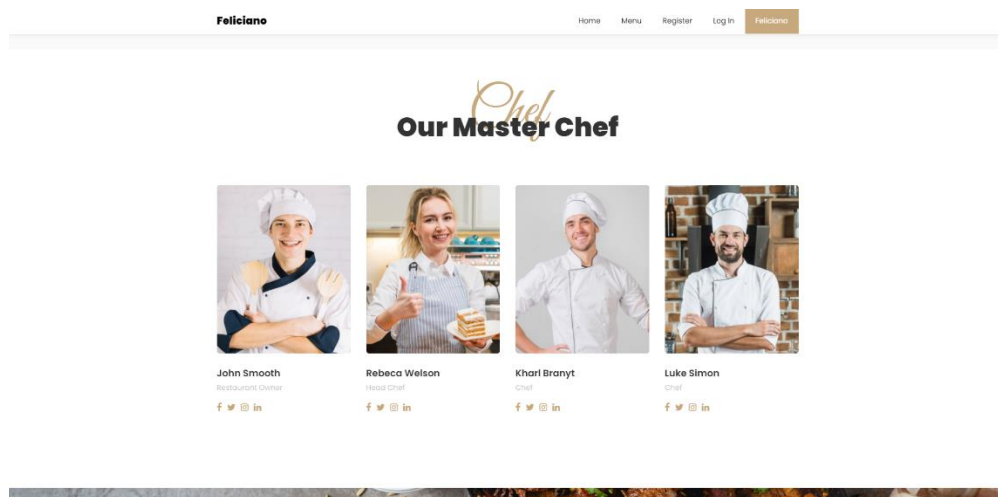 Feliciano
Home Menu Register Log In Feliciano
Chef
Our Master Chef
John Smooth
Restaurant Owner
Rebeca Welson
Head Chef
Kharl Branyt
Chef
Luke Simon
Chef